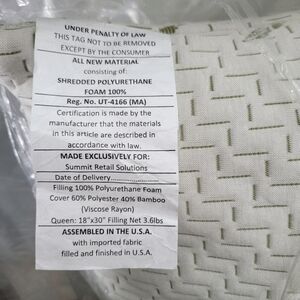 UNDER PENALTY OF LAW
THIS TAG NOT TO BE REMOVED
EXCEPT BY THE CONSUMER
ALL NEW MATERIAL
consisting of:
SHREDDED POLYURETHANE
FOAM 100%
Reg. No. UT-4166 (MA)
Certification is made by the
manufacturer that the materials
in this article are described in
accordance with law.
MADE EXCLUSIVELY FOR:
Summit Retail Solutions
Date of Delivery
Filling 100% Polyurethane Foam
Cover 60% Polyester 40% Bamboo
(Viscose Rayon)
Queen: 18"x30" Filling Net 3.6lbs
ASSEMBLED IN THE U.S.A.
with imported fabric
filled and finished in U.S.A.